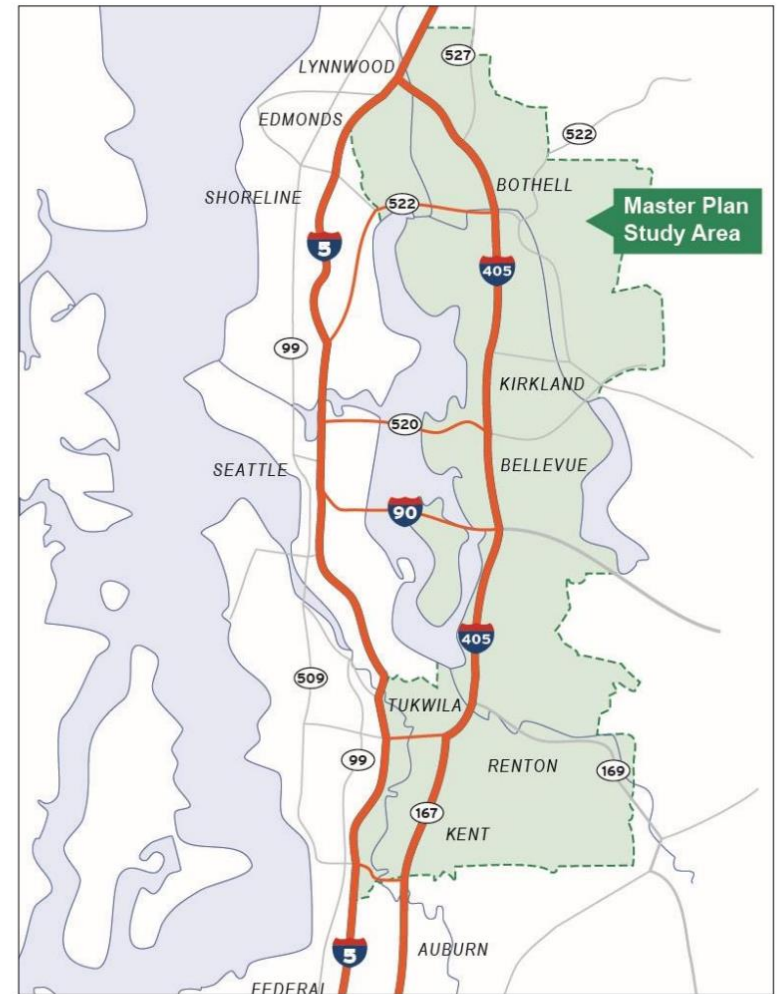 527
LYNNWOOD
EDMONDS
522
BOTHELL
SHORELINE
522
Master Plan
Study Area
5
405
99
KIRKLAND
520
SEATTLE
BELLEVUE
90
405
509
TUKWILA
99
RENTON
169
167
KENT
5
AUBURN
FEDERAL